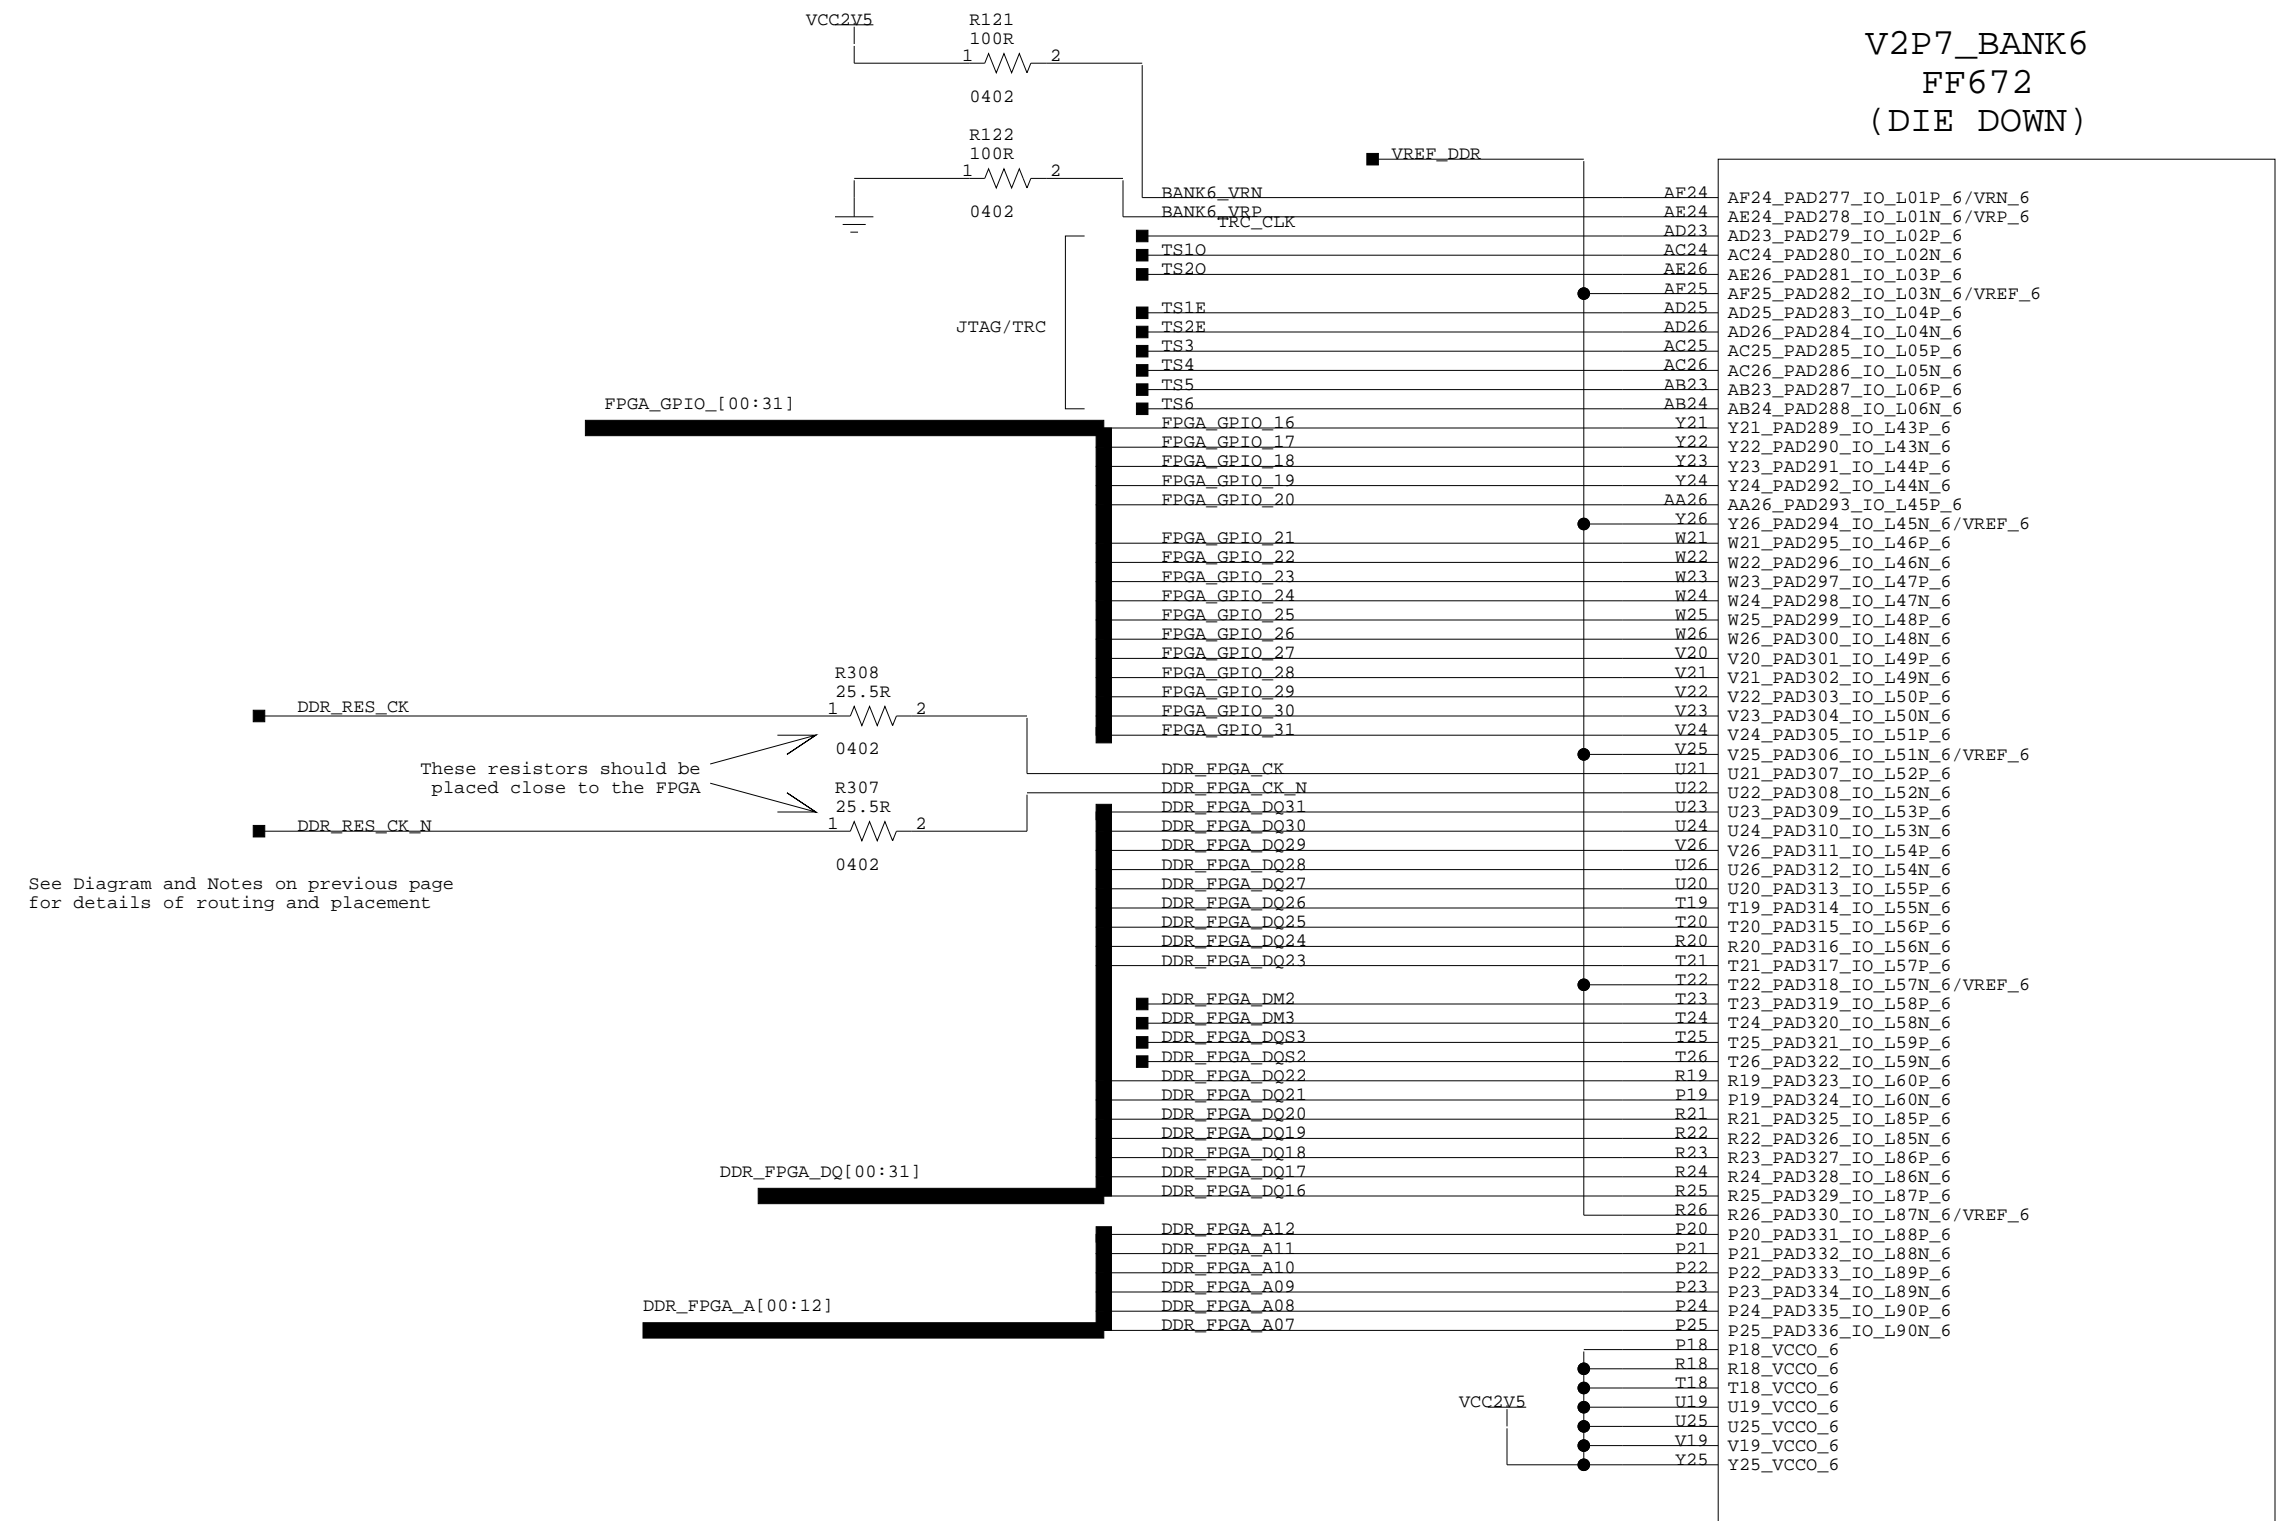 VCC2V5
R121
100R
1 2
0402
R122
100R
1 2
0402
V2P7_BANK6
FF672
(DIE DOWN)
VREF_DDR
BANK6_VRN AF24 AF24_PAD277_IO_L01P_6/VRN_6
BANK6_VRP AE24 AE24_PAD278_IO_L01N_6/VRP_6
TRC_CLK AD23 AD23_PAD279_IO_L02P_6
TS1O AC24 AC24_PAD280_IO_L02N_6
TS2O AE26 AE26_PAD281_IO_L03P_6
AF25 AF25_PAD282_IO_L03N_6/VREF_6
TS1E AD25 AD25_PAD283_IO_L04P_6
JTAG/TRC
TS2E AD26 AD26_PAD284_IO_L04N_6
TS3 AC25 AC25_PAD285_IO_L05P_6
TS4 AC26 AC26_PAD286_IO_L05N_6
TS5 AB23 AB23_PAD287_IO_L06P_6
TS6 AB24 AB24_PAD288_IO_L06N_6
FPGA_GPIO_[00:31]
FPGA_GPIO_16 Y21 Y21_PAD289_IO_L43P_6
FPGA_GPIO_17 Y22 Y22_PAD290_IO_L43N_6
FPGA_GPIO_18 Y23 Y23_PAD291_IO_L44P_6
FPGA_GPIO_19 Y24 Y24_PAD292_IO_L44N_6
FPGA_GPIO_20 AA26 AA26_PAD293_IO_L45P_6
Y26 Y26_PAD294_IO_L45N_6/VREF_6
FPGA_GPIO_21 W21 W21_PAD295_IO_L46P_6
FPGA_GPIO_22 W22 W22_PAD296_IO_L46N_6
FPGA_GPIO_23 W23 W23_PAD297_IO_L47P_6
FPGA_GPIO_24 W24 W24_PAD298_IO_L47N_6
FPGA_GPIO_25 W25 W25_PAD299_IO_L48P_6
FPGA_GPIO_26 W26 W26_PAD300_IO_L48N_6
FPGA_GPIO_27 V20 V20_PAD301_IO_L49P_6
FPGA_GPIO_28 V21 V21_PAD302_IO_L49N_6
FPGA_GPIO_29 V22 V22_PAD303_IO_L50P_6
FPGA_GPIO_30 V23 V23_PAD304_IO_L50N_6
FPGA_GPIO_31 V24 V24_PAD305_IO_L51P_6
V25 V25_PAD306_IO_L51N_6/VREF_6
R308
25.5R
DDR_RES_CK 1 2
0402
These resistors should be
placed close to the FPGA
R307
25.5R
DDR_RES_CK_N 1 2
0402
See Diagram and Notes on previous page
for details of routing and placement
DDR_FPGA_CK U21 U21_PAD307_IO_L52P_6
DDR_FPGA_CK_N U22 U22_PAD308_IO_L52N_6
DDR_FPGA_DQ31 U23 U23_PAD309_IO_L53P_6
DDR_FPGA_DQ30 U24 U24_PAD310_IO_L53N_6
DDR_FPGA_DQ29 V26 V26_PAD311_IO_L54P_6
DDR_FPGA_DQ28 U26 U26_PAD312_IO_L54N_6
DDR_FPGA_DQ27 U20 U20_PAD313_IO_L55P_6
DDR_FPGA_DQ26 T19 T19_PAD314_IO_L55N_6
DDR_FPGA_DQ25 T20 T20_PAD315_IO_L56P_6
DDR_FPGA_DQ24 R20 R20_PAD316_IO_L56N_6
DDR_FPGA_DQ23 T21 T21_PAD317_IO_L57P_6
T22 T22_PAD318_IO_L57N_6/VREF_6
DDR_FPGA_DM2 T23 T23_PAD319_IO_L58P_6
DDR_FPGA_DM3 T24 T24_PAD320_IO_L58N_6
DDR_FPGA_DQS3 T25 T25_PAD321_IO_L59P_6
DDR_FPGA_DQS2 T26 T26_PAD322_IO_L59N_6
DDR_FPGA_DQ22 R19 R19_PAD323_IO_L60P_6
DDR_FPGA_DQ21 P19 P19_PAD324_IO_L60N_6
DDR_FPGA_DQ20 R21 R21_PAD325_IO_L85P_6
DDR_FPGA_DQ19 R22 R22_PAD326_IO_L85N_6
DDR_FPGA_DQ18 R23 R23_PAD327_IO_L86P_6
DDR_FPGA_DQ[00:31]
DDR_FPGA_DQ17 R24 R24_PAD328_IO_L86N_6
DDR_FPGA_DQ16 R25 R25_PAD329_IO_L87P_6
R26 R26_PAD330_IO_L87N_6/VREF_6
DDR_FPGA_A12 P20 P20_PAD331_IO_L88P_6
DDR_FPGA_A11 P21 P21_PAD332_IO_L88N_6
DDR_FPGA_A10 P22 P22_PAD333_IO_L89P_6
DDR_FPGA_A09 P23 P23_PAD334_IO_L89N_6
DDR_FPGA_A[00:12]
DDR_FPGA_A08 P24 P24_PAD335_IO_L90P_6
DDR_FPGA_A07 P25 P25_PAD336_IO_L90N_6
P18 P18_VCCO_6
R18 R18_VCCO_6
T18 T18_VCCO_6
VCC2V5
U19 U19_VCCO_6
U25 U25_VCCO_6
V19 V19_VCCO_6
Y25 Y25_VCCO_6